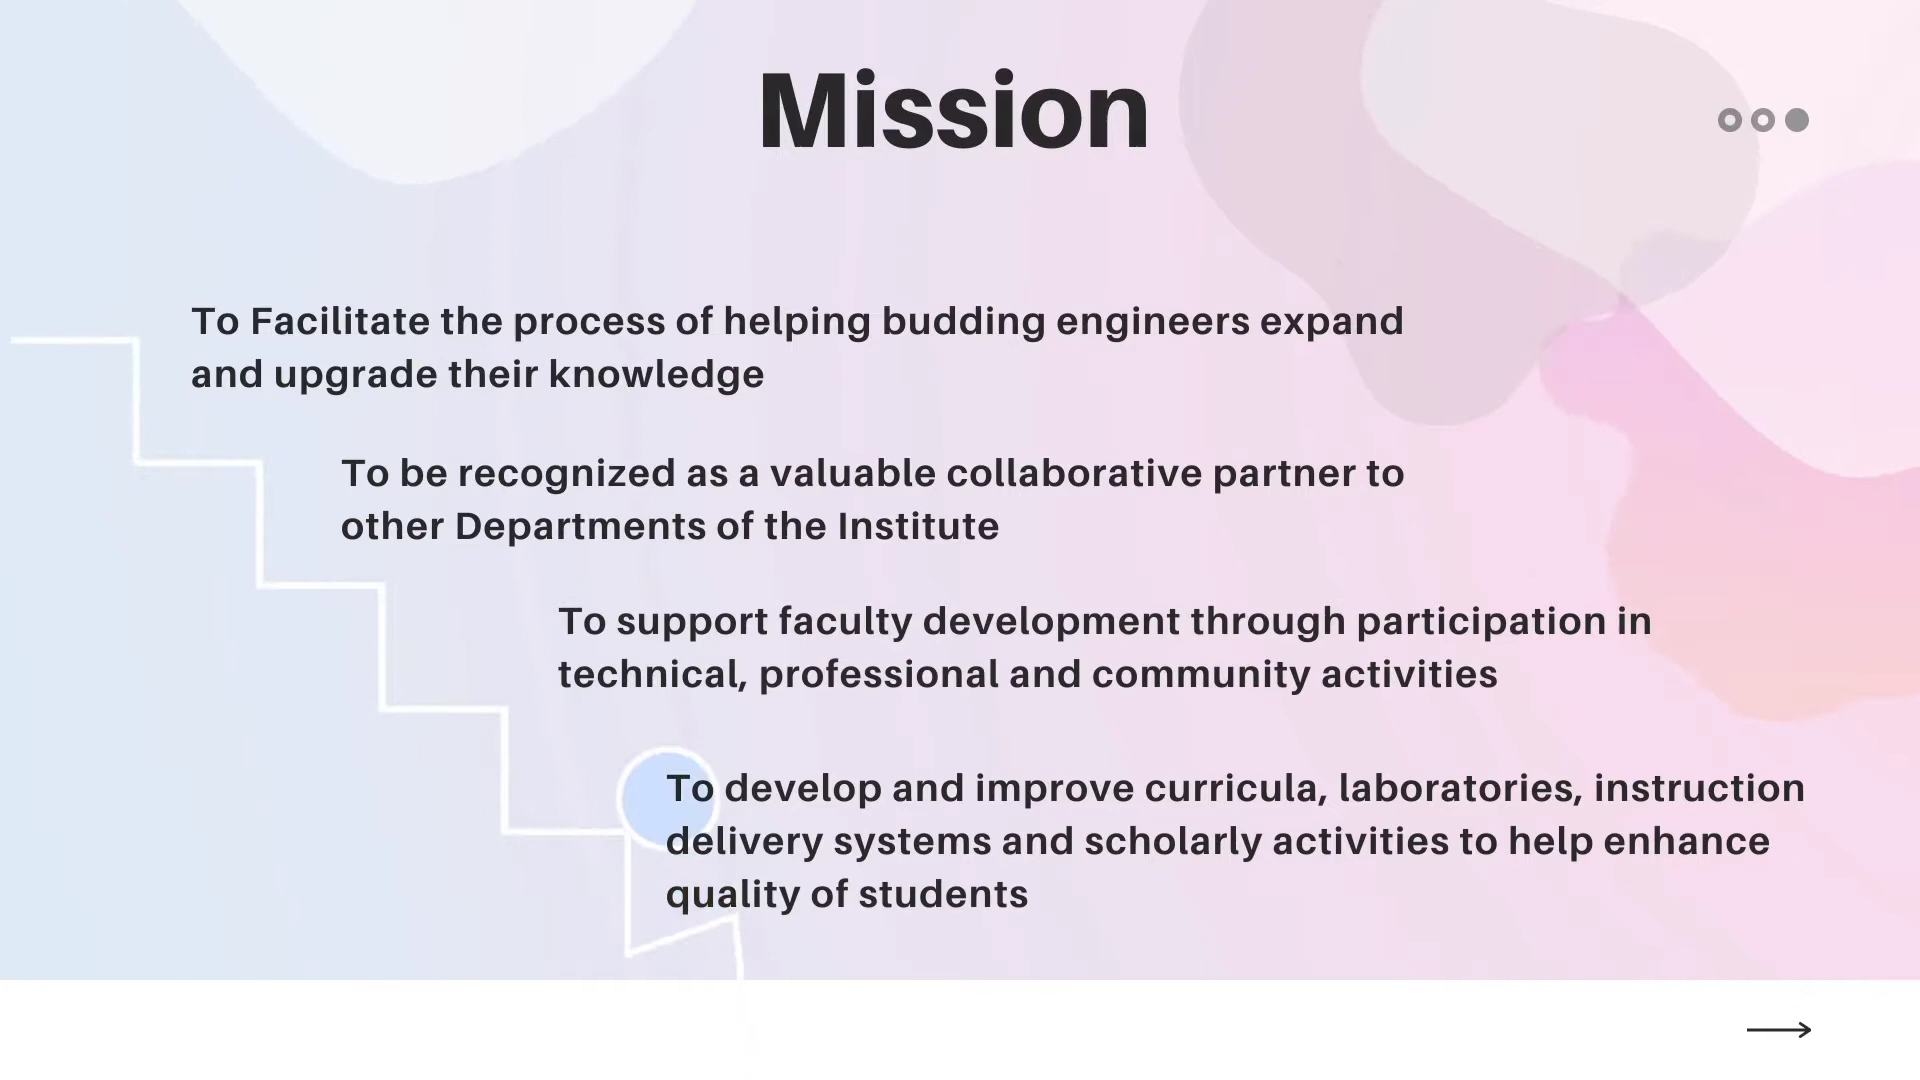 Mission
To Facilitate the process of helping budding engineers expand
and upgrade their knowledge
To be recognized as a valuable collaborative partner to
other Departments of the Institute
To support faculty development through participation in
technical, professional and community activities
To develop and improve curricula, laboratories, instruction
delivery systems and scholarly activities to help enhance
quality of students